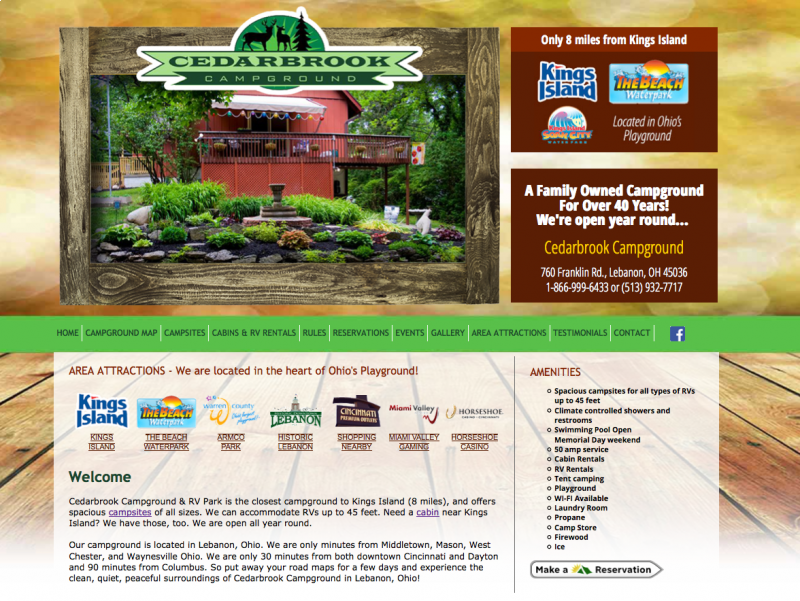 CEDARBROOK
CAMPGROUND
Only 8 miles from Kings Island
Kings
Island
THE BEACH
Waterpark
Located in Ohio's
Playground
A Family Owned Campground
For Over 40 Years!
We're open year round...
Cedarbrook Campground
760 Franklin Rd., Lebanon, OH 45036
1-866-999-6433 or (513) 932-7717
HOME CAMPGROUND MAP CAMPSITES CABINS & RV RENTALS RULES RESERVATIONS EVENTS GALLERY AREA ATTRACTIONS TESTIMONIALS CONTACT f
AREA ATTRACTIONS - We are located in the heart of Ohio's Playground!
Kings
Island
THE BEACH
Waterpark
warren county
LEBANON
CINCINNATI
PREMIUM OUTLETS
Miami Valley
HORSESHOE
KINGS
ISLAND
THE BEACH
WATERPARK
ARMCO
PARK
HISTORIC
LEBANON
SHOPPING
NEARBY
MIAMI VALLEY
GAMING
HORSESHOE
CASINO
Welcome
Cedarbrook Campground & RV Park is the closest campground to Kings Island (8 miles), and offers
spacious campsites of all sizes. We can accommodate RVs up to 45 feet. Need a cabin near Kings
Island? We have those, too. We are open all year round.
Our campground is located in Lebanon, Ohio. We are only minutes from Middletown, Mason, West
Chester, and Waynesville Ohio. We are only 30 minutes from both downtown Cincinnati and Dayton
and 90 minutes from Columbus. So put away your road maps for a few days and experience the
clean, quiet, peaceful surroundings of Cedarbrook Campground in Lebanon, Ohio!
AMENITIES
Spacious campsites for all types of RVs
up to 45 feet
Climate controlled showers and
restrooms
Swimming Pool Open
Memorial Day weekend
50 amp service
Cabin Rentals
RV Rentals
Tent camping
Playground
Wi-Fi Available
Laundry Room
Propane
Camp Store
Firewood
Ice
Make a Reservation